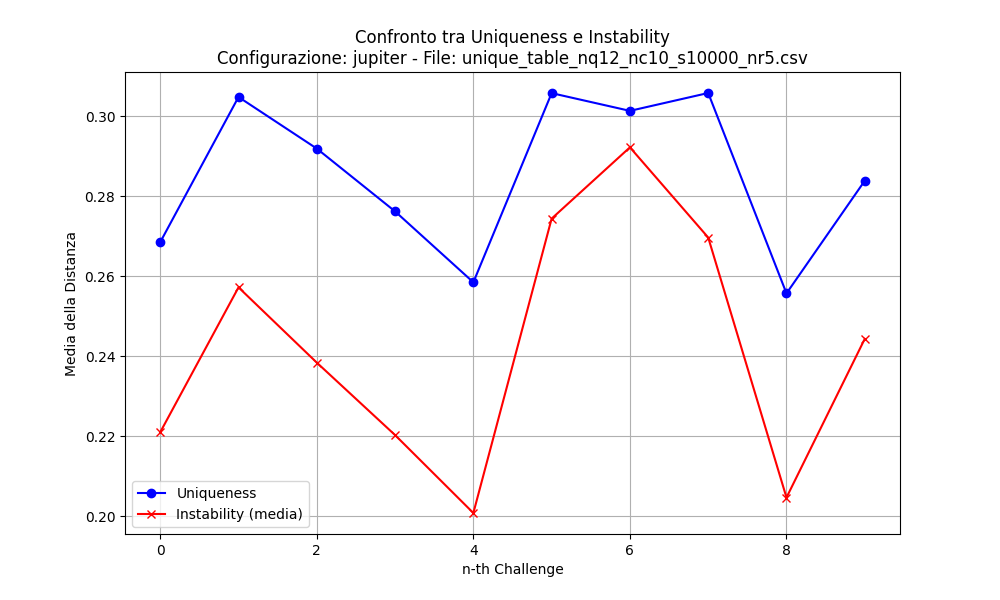 Confronto tra Uniqueness e Instability
Configurazione: jupiter - File: unique_table_nq12_nc10_s10000_nr5.csv
Media della Distanza
0.30
0.28
0.26
0.24
0.22
0.20
Uniqueness
Instability (media)
0 2 4 6 8
n-th Challenge